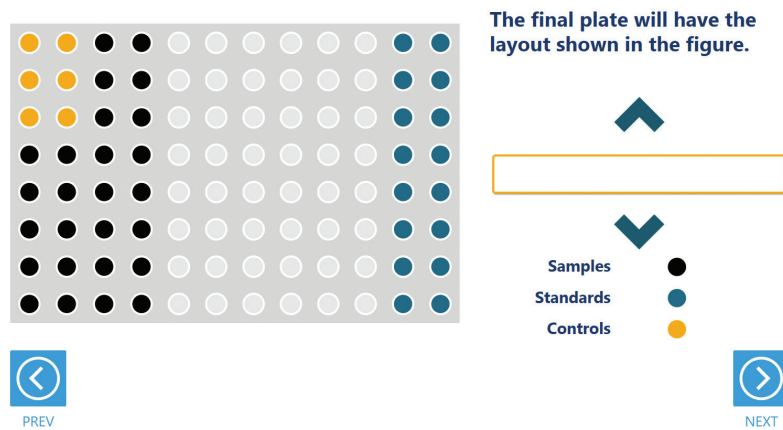 The final plate will have the
layout shown in the figure.
Samples
Standards
Controls
PREV
NEXT